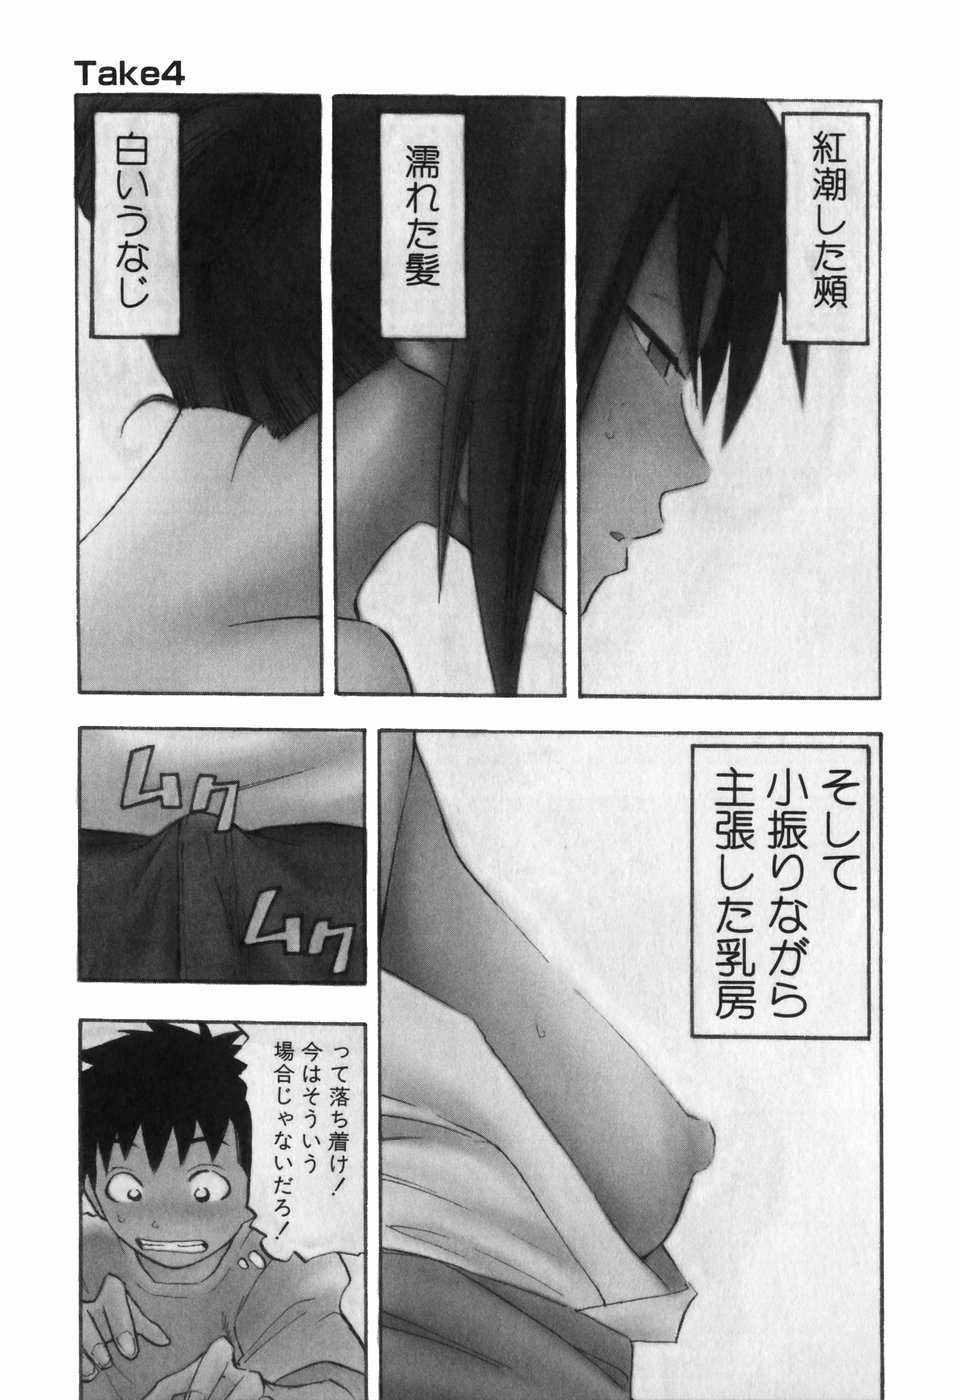 Take4
紅潮した頬
濡れた髪
白いうなじ
そして
小振りながら
主張した乳房
ムク
ムク
って落ち着け!
今はそういう
場合じゃないだろ!